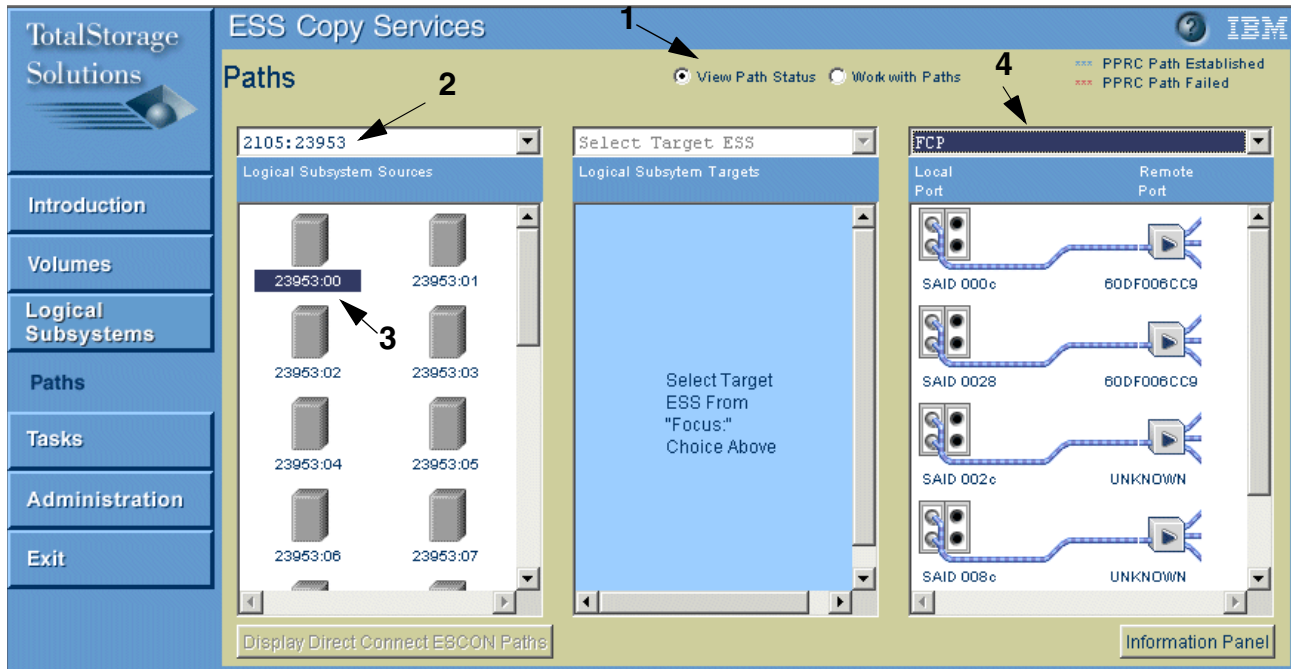 TotalStorage
Solutions
ESS Copy Services
IBM
?
1
Paths
View Path Status
Work with Paths
PPRC Path Established
PPRC Path Failed
2
4
2105:23953
Select Target ESS
FCP
Logical Subsystem Sources
Logical Subsytem Targets
Local
Port
Remote
Port
Introduction
Volumes
Logical
Subsystems
Paths
Tasks
Administration
Exit
23953:00
23953:01
3
23953:02
23953:03
23953:04
23953:05
23953:06
23953:07
Select Target
ESS From
"Focus:"
Choice Above
SAID 000c
60DF006CC9
SAID 0028
60DF006CC9
SAID 002c
UNKNOWN
SAID 008c
UNKNOWN
Display Direct Connect ESCON Paths
Information Panel